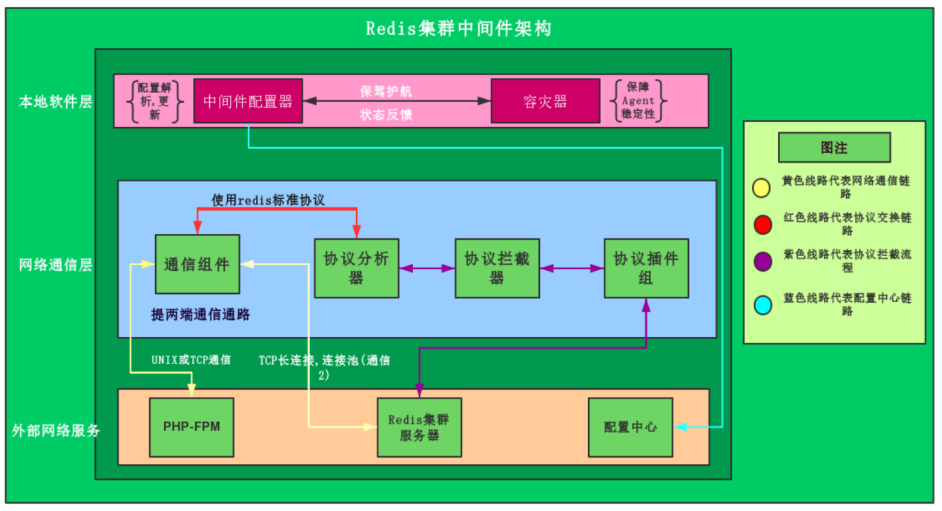 Redis集群中间件架构
本地软件层
配置解
析,更
新
中间件配置器
保驾护航
状态反馈
容灾器
保障
Agent
稳定性
图注
黄色线路代表网络通信链
路
红色线路代表协议交换链
路
紫色线路代表协议拦截流
程
蓝色线路代表配置中心链
路
网络通信层
使用redis标准协议
通信组件
协议分析
器
协议拦截
器
协议插件
组
提两端通信通路
UNIX或TCP通信
TCP长连接,连接池(通信
2)
外部网络服务
PHP-FPM
Redis集群
服务器
配置中心